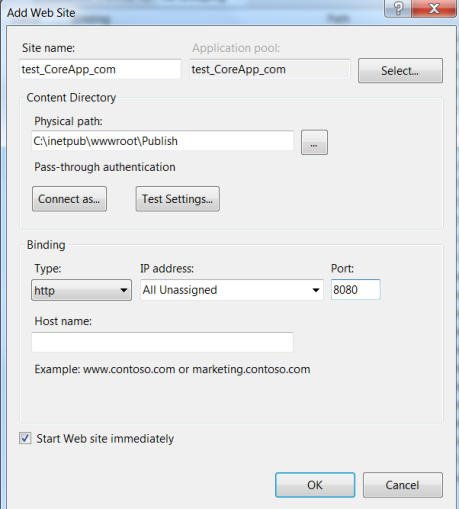 Add Web Site
Site name:
Application pool:
test_CoreApp_com
test_CoreApp_com
Select...
Content Directory
Physical path:
C:\inetpub\wwwroot\Publish
...
Pass-through authentication
Connect as...
Test Settings...
Binding
Type:
IP address:
Port:
http
All Unassigned
8080
Host name:
Example: www.contoso.com or marketing.contoso.com
Start Web site immediately
OK
Cancel